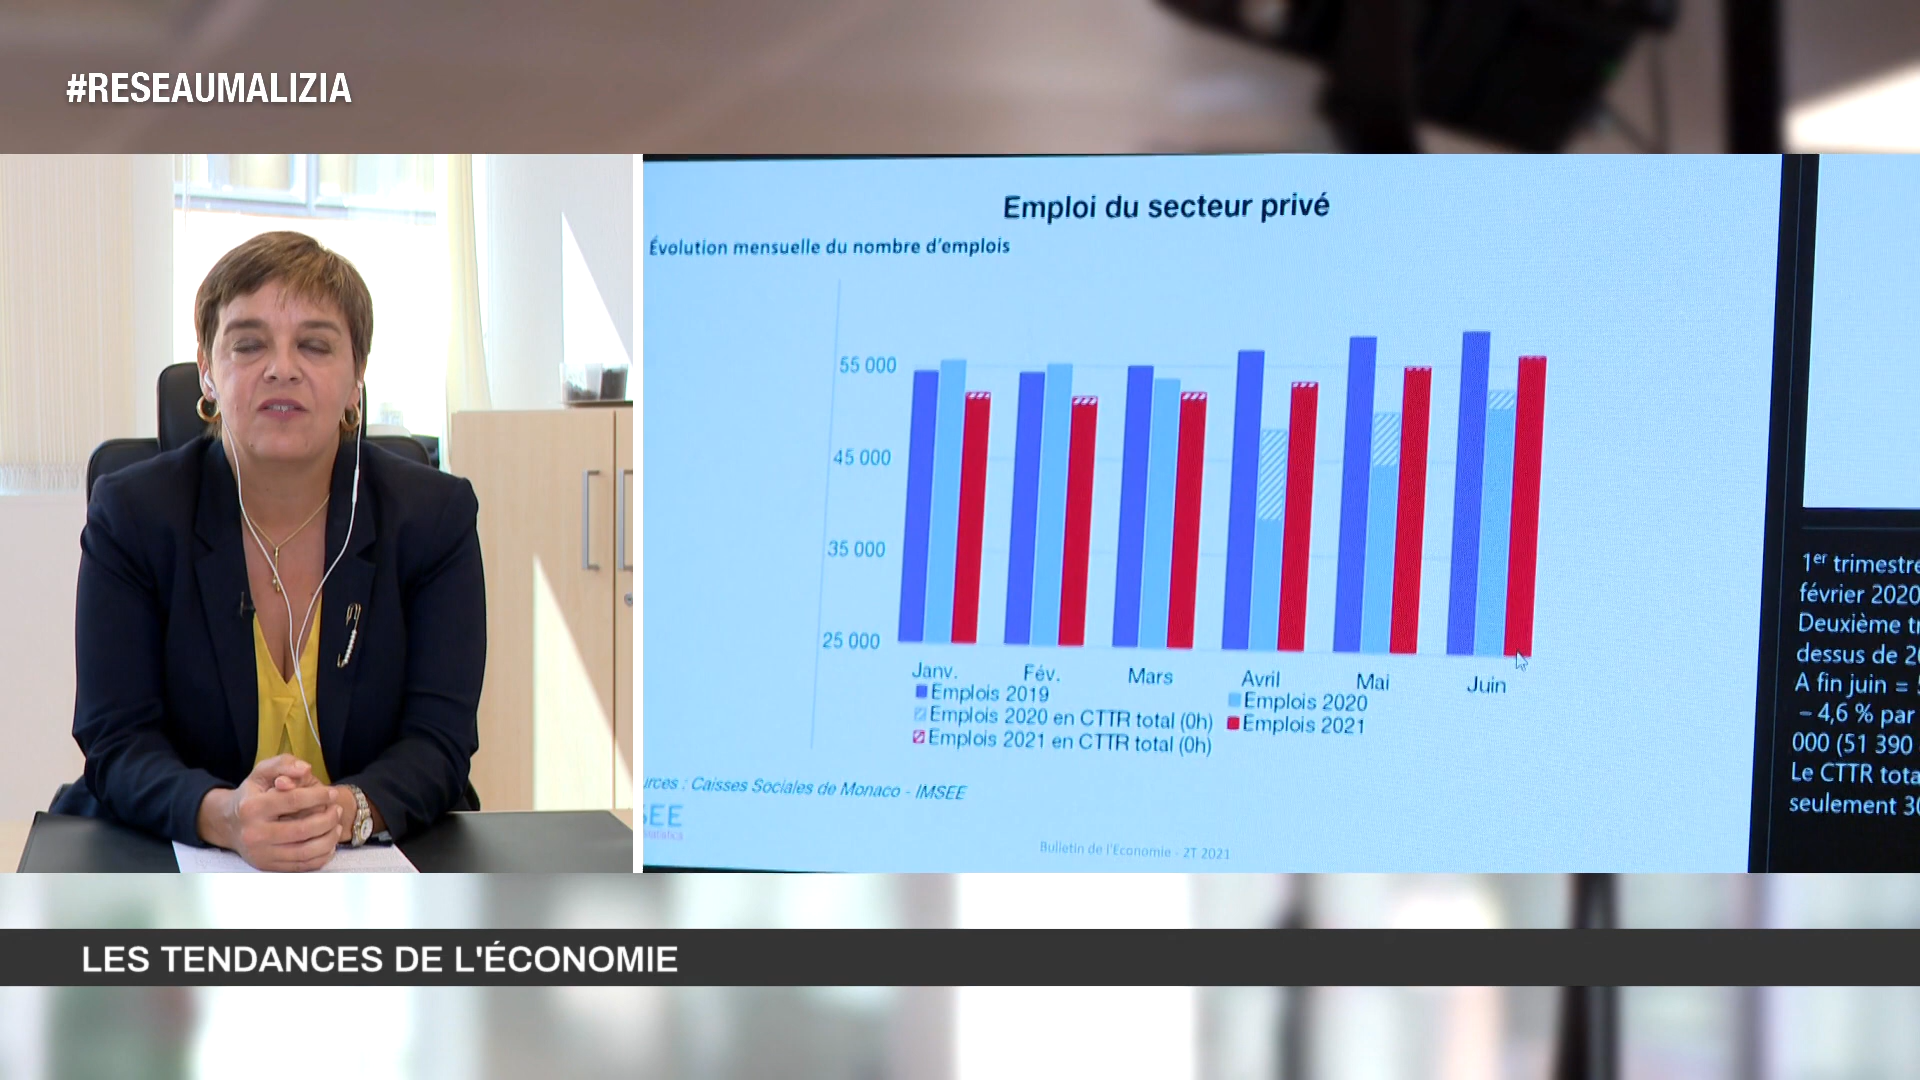 #RESEAUMALIZIA
Emploi du secteur privé
Évolution mensuelle du nombre d'emplois
55 000
45 000
35 000
25 000
Janv. Fév. Mars Avril Mai Juin
Emplois 2019 Emplois 2020
Emplois 2020 en CTTR total (0h) Emplois 2021
Emplois 2021 en CTTR total (0h)
: Caisses Sociales de Monaco - IMSEE
Bulletin de l'Economie - 2T 2021
1er trimestre
février 2020
Deuxième
dessus de
A fin juin =
– 4,6 % par
000 (51 390
Le CTTR
seulement
LES TENDANCES DE L'ÉCONOMIE